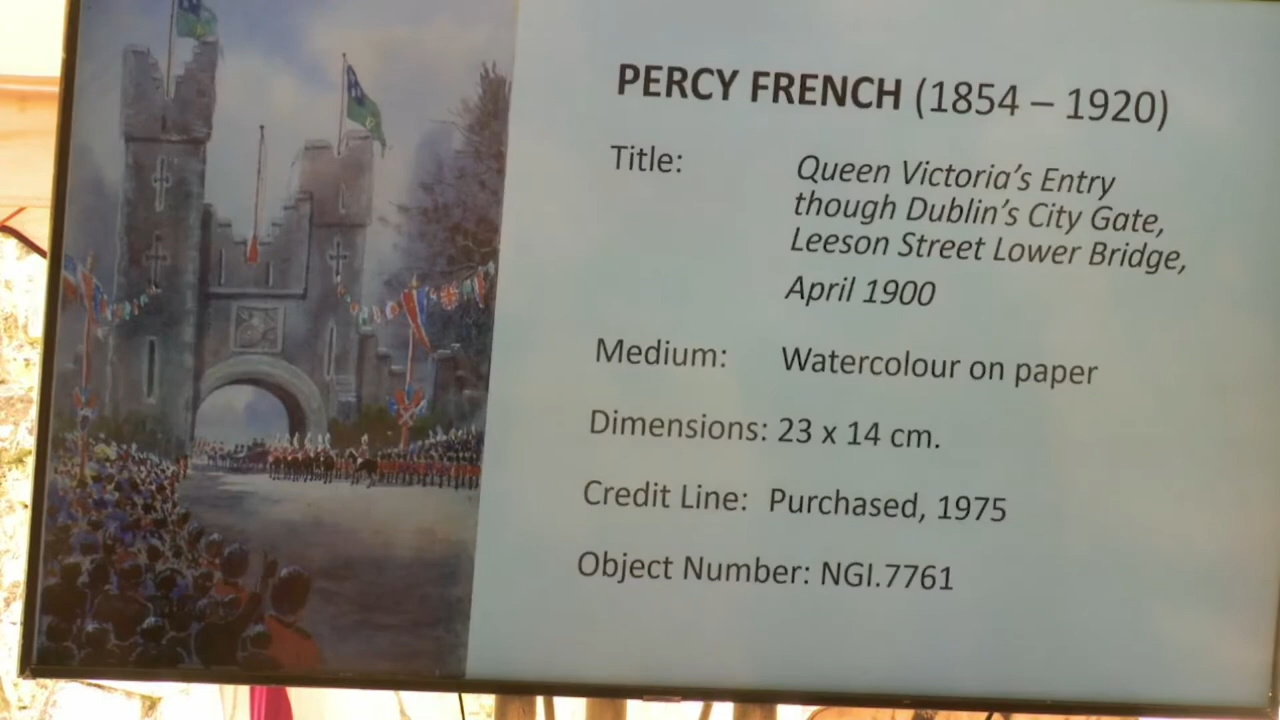 PERCY FRENCH (1854 – 1920)
Title: Queen Victoria's Entry
though Dublin's City Gate,
Leeson Street Lower Bridge,
April 1900
Medium: Watercolour on paper
Dimensions: 23 x 14 cm.
Credit Line: Purchased, 1975
Object Number: NGI.7761